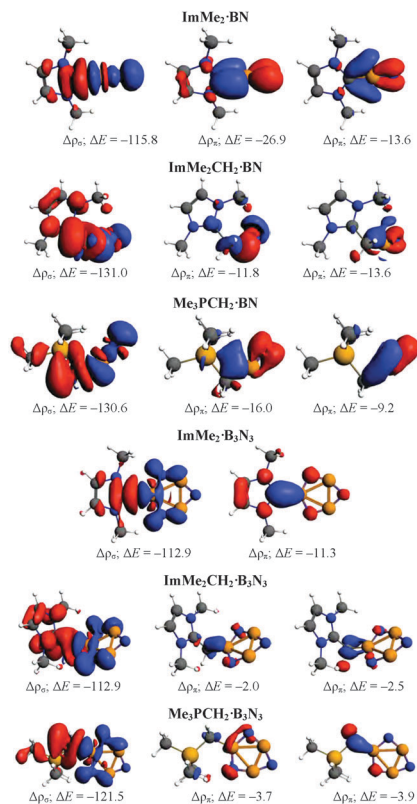 ImMe₂·BN
Δρσ; ΔE = −115.8 Δρπ; ΔE = −26.9 Δρπ; ΔE = −13.6
ImMe₂CH₂·BN
Δρσ; ΔE = −131.0 Δρπ; ΔE = −11.8 Δρπ; ΔE = −13.6
Me₃PCH₂·BN
Δρσ; ΔE = −130.6 Δρπ; ΔE = −16.0 Δρπ; ΔE = −9.2
ImMe₂·B₃N₃
Δρσ; ΔE = −112.9 Δρπ; ΔE = −11.3
ImMe₂CH₂·B₃N₃
Δρσ; ΔE = −112.9 Δρπ; ΔE = −2.0 Δρπ; ΔE = −2.5
Me₃PCH₂·B₃N₃
Δρσ; ΔE = −121.5 Δρπ; ΔE = −3.7 Δρπ; ΔE = −3.9